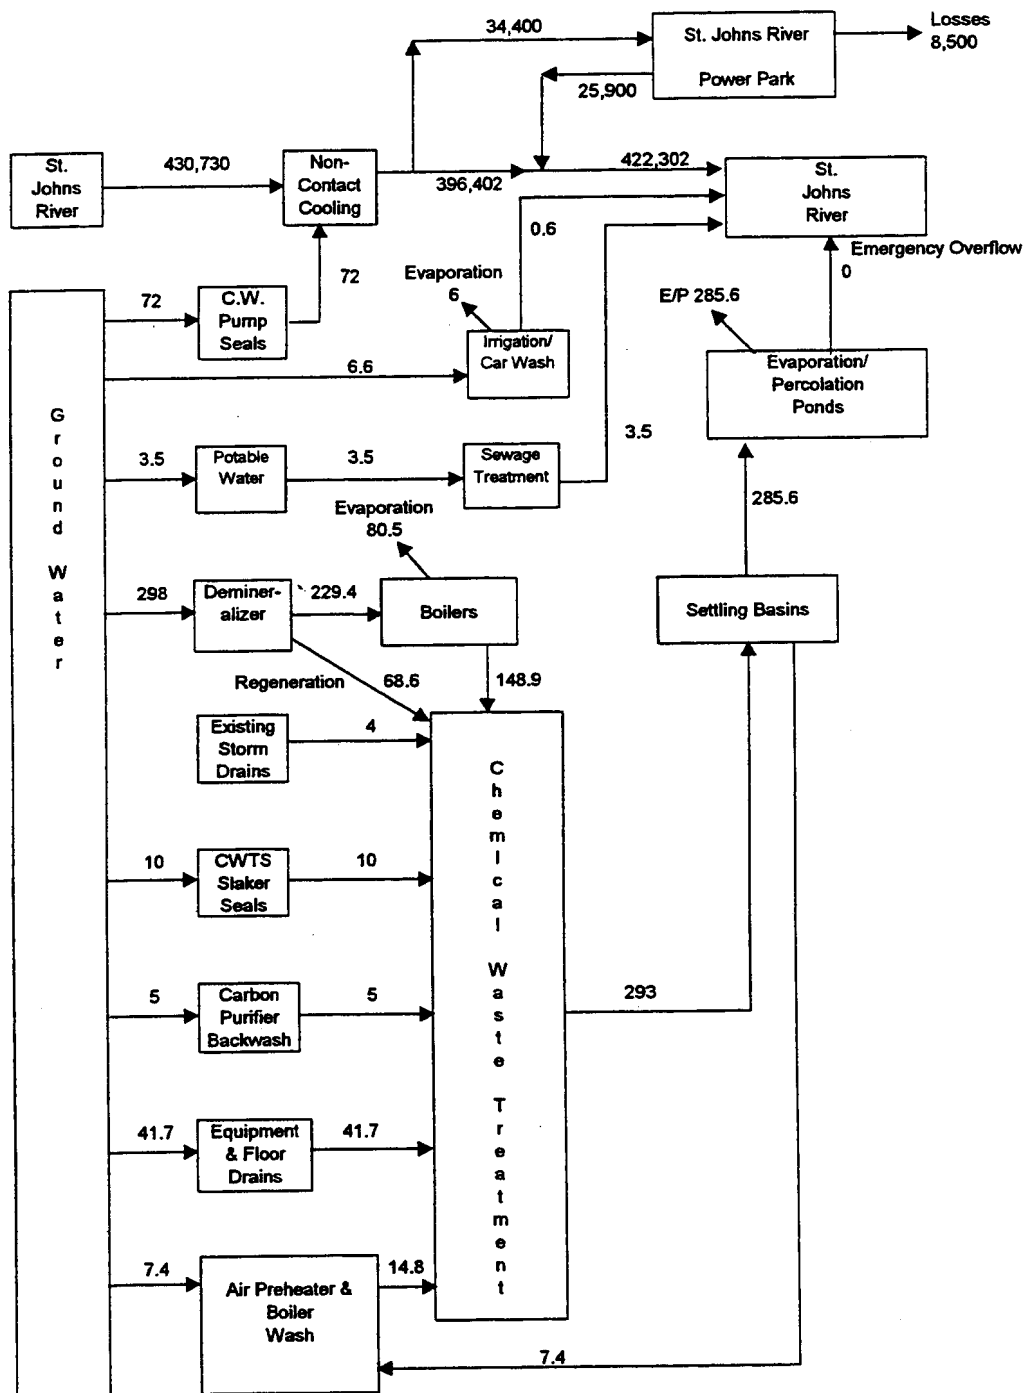 34,400
St. Johns River
Power Park
Losses
8,500
25,900
St.
Johns
River
430,730
Non-
Contact
Cooling
396,402
422,302
St.
Johns
River
0.6
Emergency Overflow
0
72
C.W.
Pump
Seals
72
Evaporation
6
Irrigation/
Car Wash
6.6
E/P 285.6
Evaporation/
Percolation
Ponds
Ground Water
3.5
Potable
Water
3.5
Sewage
Treatment
3.5
285.6
Evaporation
80.5
298
Deminer-
alizer
229.4
Boilers
Settling Basins
Regeneration
68.6
148.9
Existing
Storm
Drains
4
Chemical Waste Treatment
10
CWTS
Slaker
Seals
10
5
Carbon
Purifier
Backwash
5
293
41.7
Equipment
& Floor
Drains
41.7
7.4
Air Preheater &
Boiler
Wash
14.8
7.4